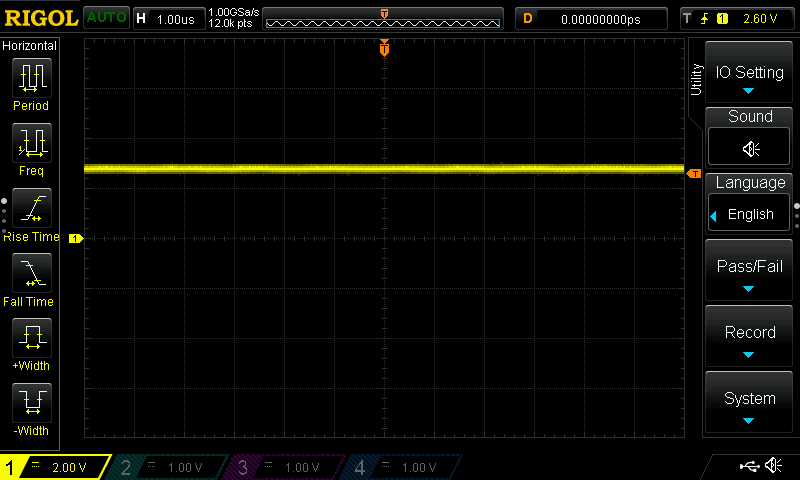 RIGOL AUTO H 1.00us 1.00GSa/s 12.0k pts T D 0.00000000ps T 1 2.60 V
Horizontal
T
Period
Freq
Rise Time
Fall Time
+Width
-Width
1
T
Utility
IO Setting
Sound
Language
English
Pass/Fail
Record
System
1 2.00 V 2 1.00 V 3 1.00 V 4 1.00 V